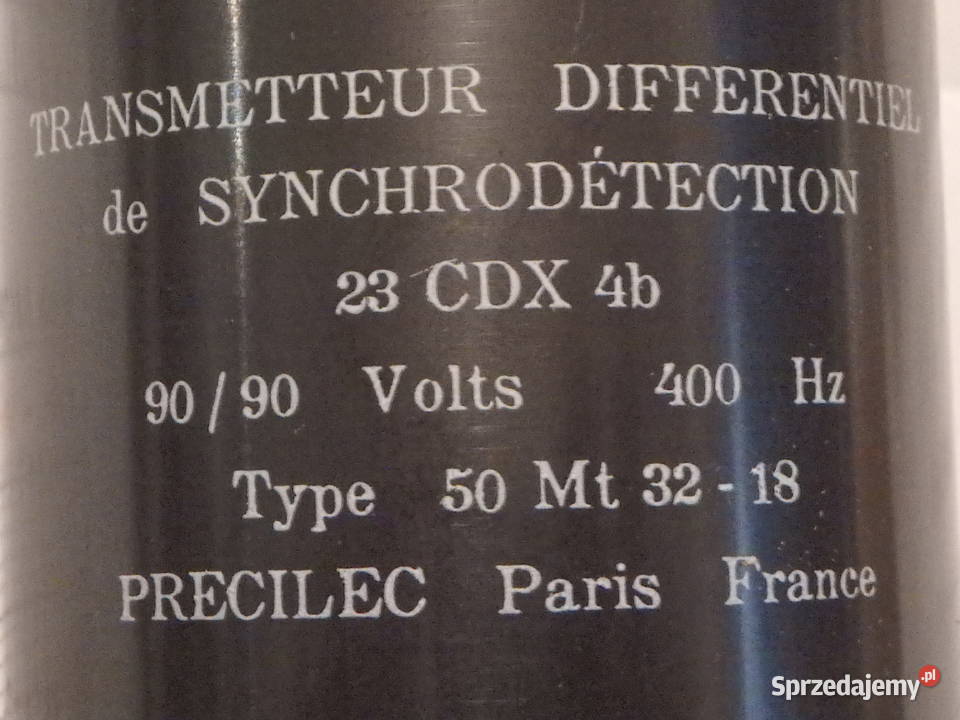 TRANSMETTEUR DIFFERENTIEL
de SYNCHRODÉTECTION
23 CDX 4b
90/90 Volts 400 Hz
Type 50 Mt 32-18
PRECILEC Paris France
Sprzedajemy.pl